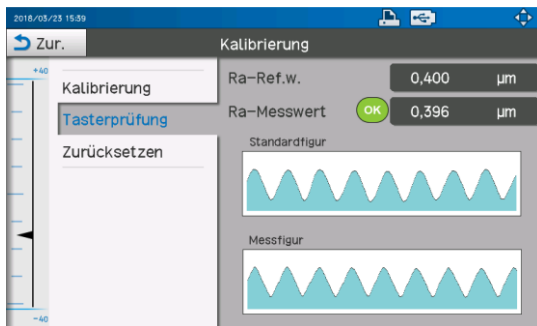 2018/03/23 15:39
Zur.
Kalibrierung
+40
Kalibrierung
Tasterprüfung
Zurücksetzen
-40
Ra-Ref.w. 0,400 µm
Ra-Messwert OK 0,396 µm
Standardfigur
Messfigur